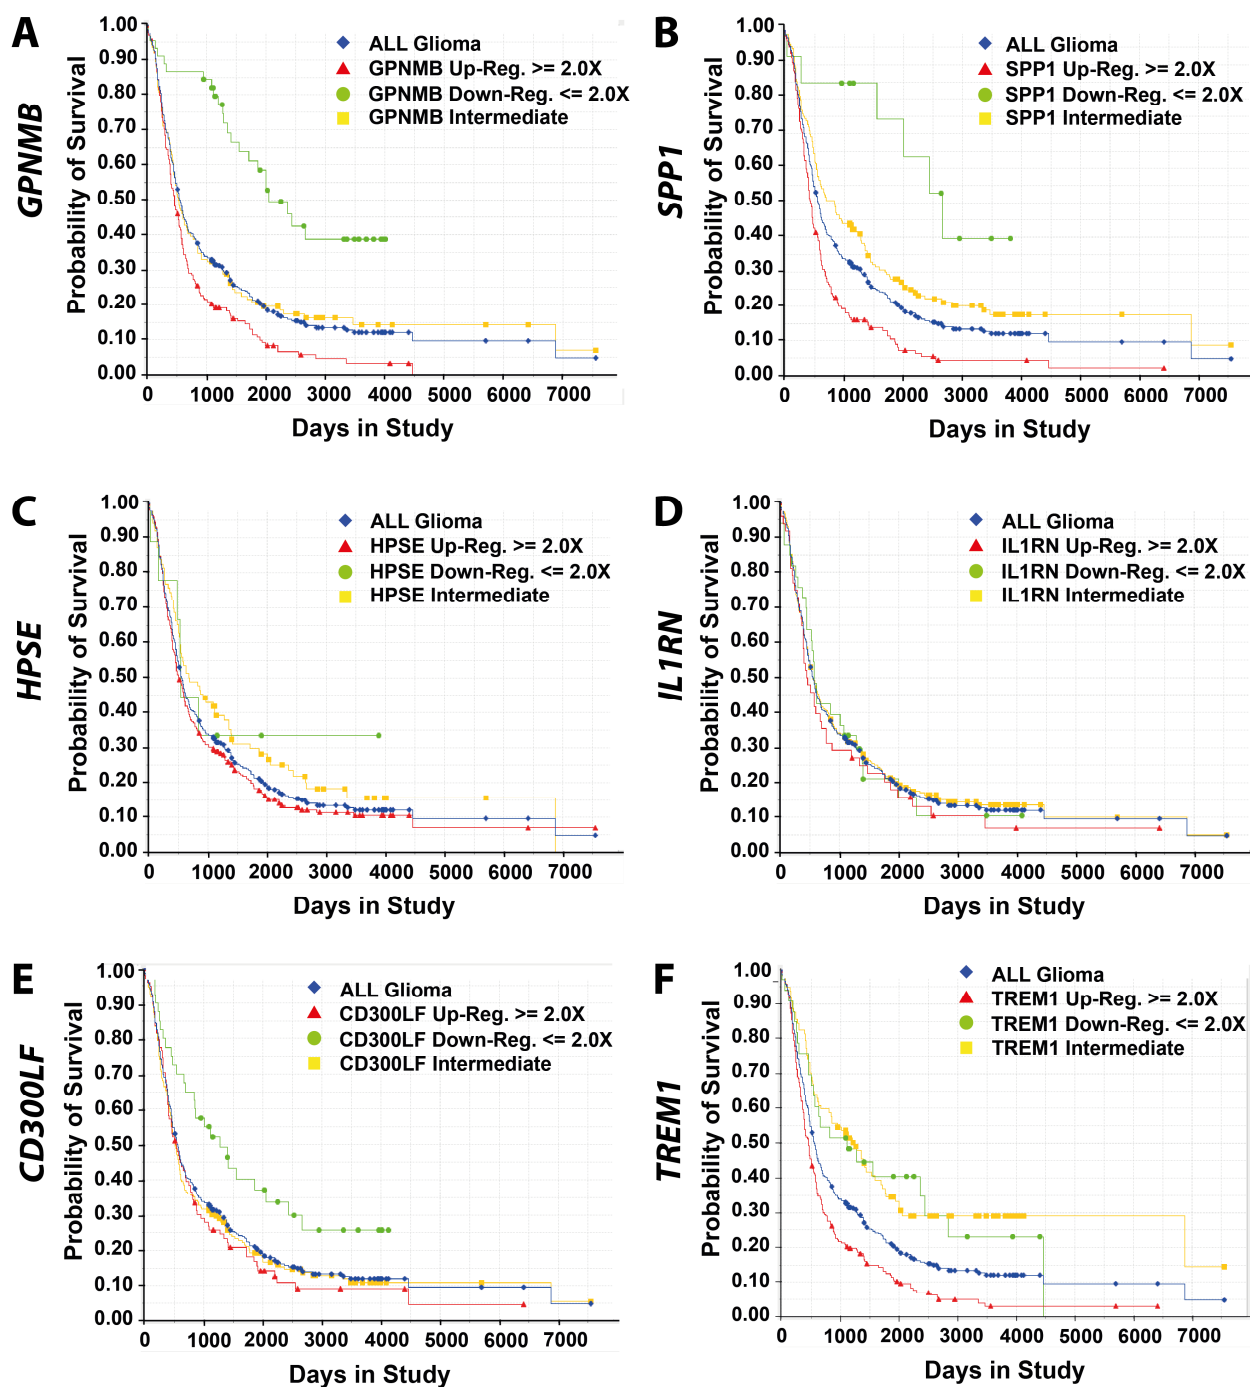 A
GPNMB
Probability of Survival
1.00
0.90
0.80
0.70
0.60
0.50
0.40
0.30
0.20
0.10
0.00
ALL Glioma
GPNMB Up-Reg. >= 2.0X
GPNMB Down-Reg. <= 2.0X
GPNMB Intermediate
0 1000 2000 3000 4000 5000 6000 7000
Days in Study
B
SPP1
Probability of Survival
1.00
0.90
0.80
0.70
0.60
0.50
0.40
0.30
0.20
0.10
0.00
ALL Glioma
SPP1 Up-Reg. >= 2.0X
SPP1 Down-Reg. <= 2.0X
SPP1 Intermediate
0 1000 2000 3000 4000 5000 6000 7000
Days in Study
C
HPSE
Probability of Survival
1.00
0.90
0.80
0.70
0.60
0.50
0.40
0.30
0.20
0.10
0.00
ALL Glioma
HPSE Up-Reg. >= 2.0X
HPSE Down-Reg. <= 2.0X
HPSE Intermediate
0 1000 2000 3000 4000 5000 6000 7000
Days in Study
D
IL1RN
Probability of Survival
1.00
0.90
0.80
0.70
0.60
0.50
0.40
0.30
0.20
0.10
0.00
ALL Glioma
IL1RN Up-Reg. >= 2.0X
IL1RN Down-Reg. <= 2.0X
IL1RN Intermediate
0 1000 2000 3000 4000 5000 6000 7000
Days in Study
E
CD300LF
Probability of Survival
1.00
0.90
0.80
0.70
0.60
0.50
0.40
0.30
0.20
0.10
0.00
ALL Glioma
CD300LF Up-Reg. >= 2.0X
CD300LF Down-Reg. <= 2.0X
CD300LF Intermediate
0 1000 2000 3000 4000 5000 6000 7000
Days in Study
F
TREM1
Probability of Survival
1.00
0.90
0.80
0.70
0.60
0.50
0.40
0.30
0.20
0.10
0.00
ALL Glioma
TREM1 Up-Reg. >= 2.0X
TREM1 Down-Reg. <= 2.0X
TREM1 Intermediate
0 1000 2000 3000 4000 5000 6000 7000
Days in Study